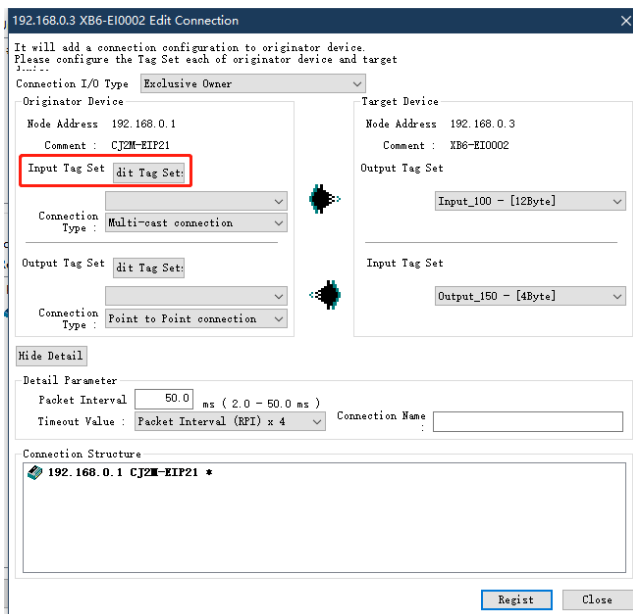 192.168.0.3 XB6-EI0002 Edit Connection
It will add a connection configuration to originator device.
Please configure the Tag Set each of originator device and target
Connection I/O Type Exclusive Owner
Originator Device
Node Address 192.168.0.1
Comment : CJ2M-EIP21
Input Tag Set dit Tag Set:
Connection Type : Multi-cast connection
Output Tag Set dit Tag Set:
Connection Type : Point to Point connection
Target Device
Node Address 192.168.0.3
Comment : XB6-EI0002
Output Tag Set
Input_100 - [12Byte]
Input Tag Set
Output_150 - [4Byte]
Hide Detail
Detail Parameter
Packet Interval 50.0 ms ( 2.0 - 50.0 ms )
Timeout Value : Packet Interval (RPI) x 4 Connection Name :
Connection Structure
192.168.0.1 CJ2M-EIP21 *
Regist Close